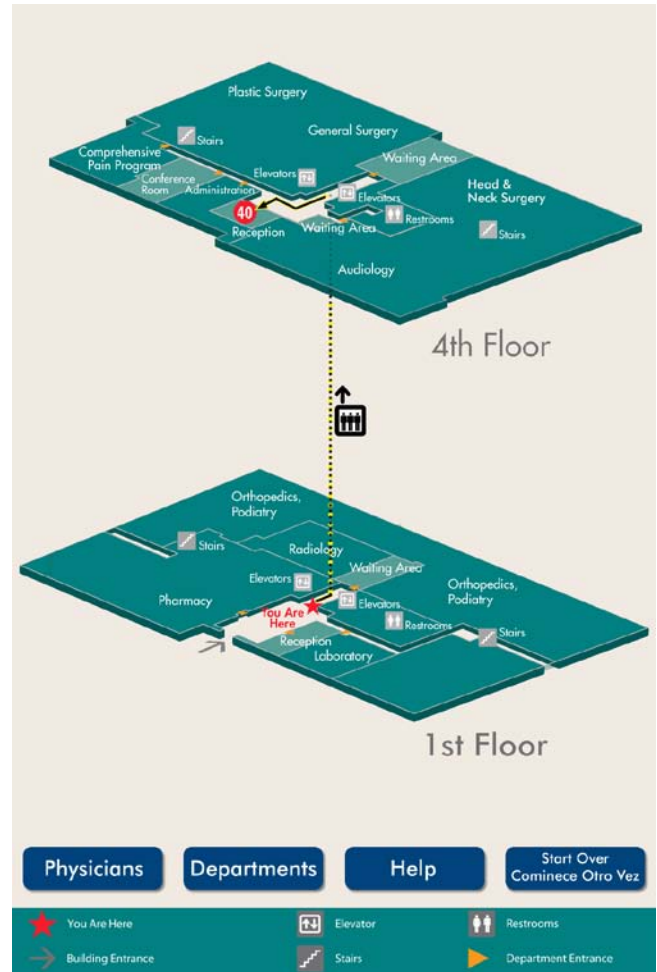 Plastic Surgery
General Surgery
Stairs
Comprehensive
Pain Program
Waiting Area
Conference
Room
Elevators
Administration
Head &
Neck Surgery
Elevators
40
Reception
Waiting Area
Restrooms
Stairs
Audiology
4th Floor
Orthopedics,
Podiatry
Stairs
Radiology
Waiting Area
Elevators
Orthopedics,
Podiatry
Pharmacy
Elevators
You Are
Here
Restrooms
Stairs
Reception
Laboratory
1st Floor
Physicians
Departments
Help
Start Over
Cominece Otro Vez
You Are Here
Elevator
Restrooms
Building Entrance
Stairs
Department Entrance